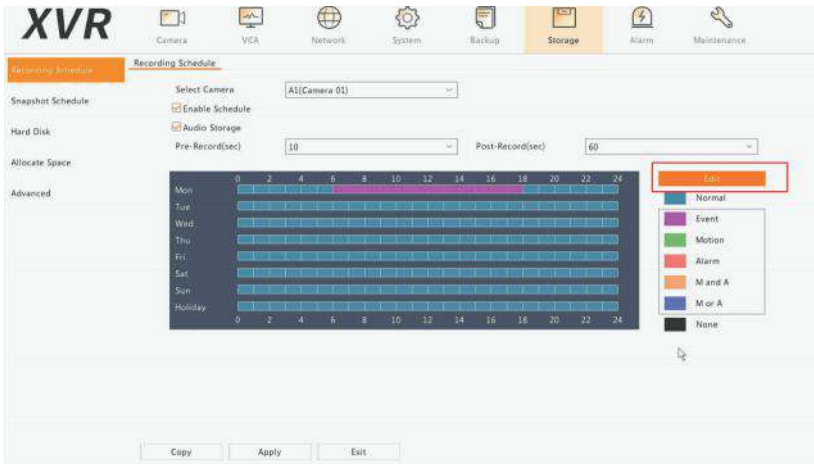 XVR
Camera VCA Network System Backup Storage Alarm Maintenance
Recording Schedule
Snapshot Schedule
Hard Disk
Allocate Space
Advanced
Recording Schedule
Select Camera A1(Camera 01)
Enable Schedule
Audio Storage
Pre-Record(sec) 10 Post-Record(sec) 60
0 2 4 6 8 10 12 14 16 18 20 22 24
Mon
Tue
Wed
Thu
Fri
Sat
Sun
Holiday
0 2 4 6 8 10 12 14 16 18 20 22 24
Edit
Normal
Event
Motion
Alarm
M and A
M or A
None
Copy Apply Exit